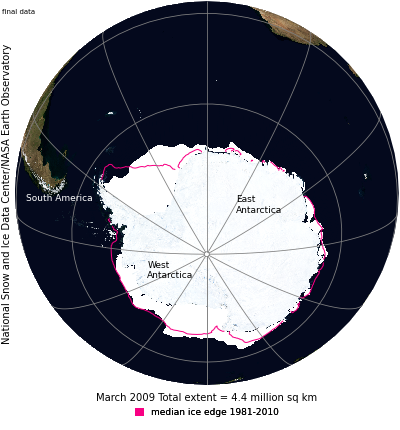 final data
National Snow and Ice Data Center/NASA Earth Observatory
South America
East
Antarctica
West
Antarctica
March 2009 Total extent = 4.4 million sq km
median ice edge 1981-2010